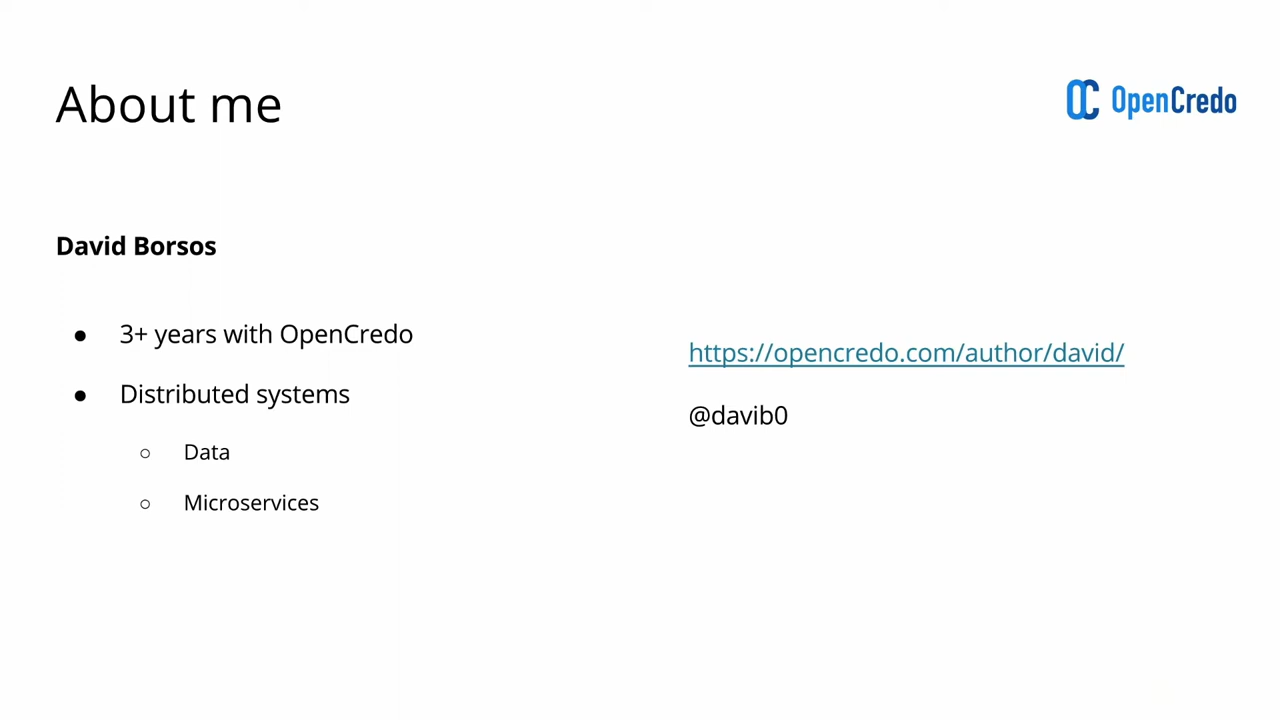 About me
OpenCredo
David Borsos
● 3+ years with OpenCredo
● Distributed systems
○ Data
○ Microservices
https://opencredo.com/author/david/
@davib0